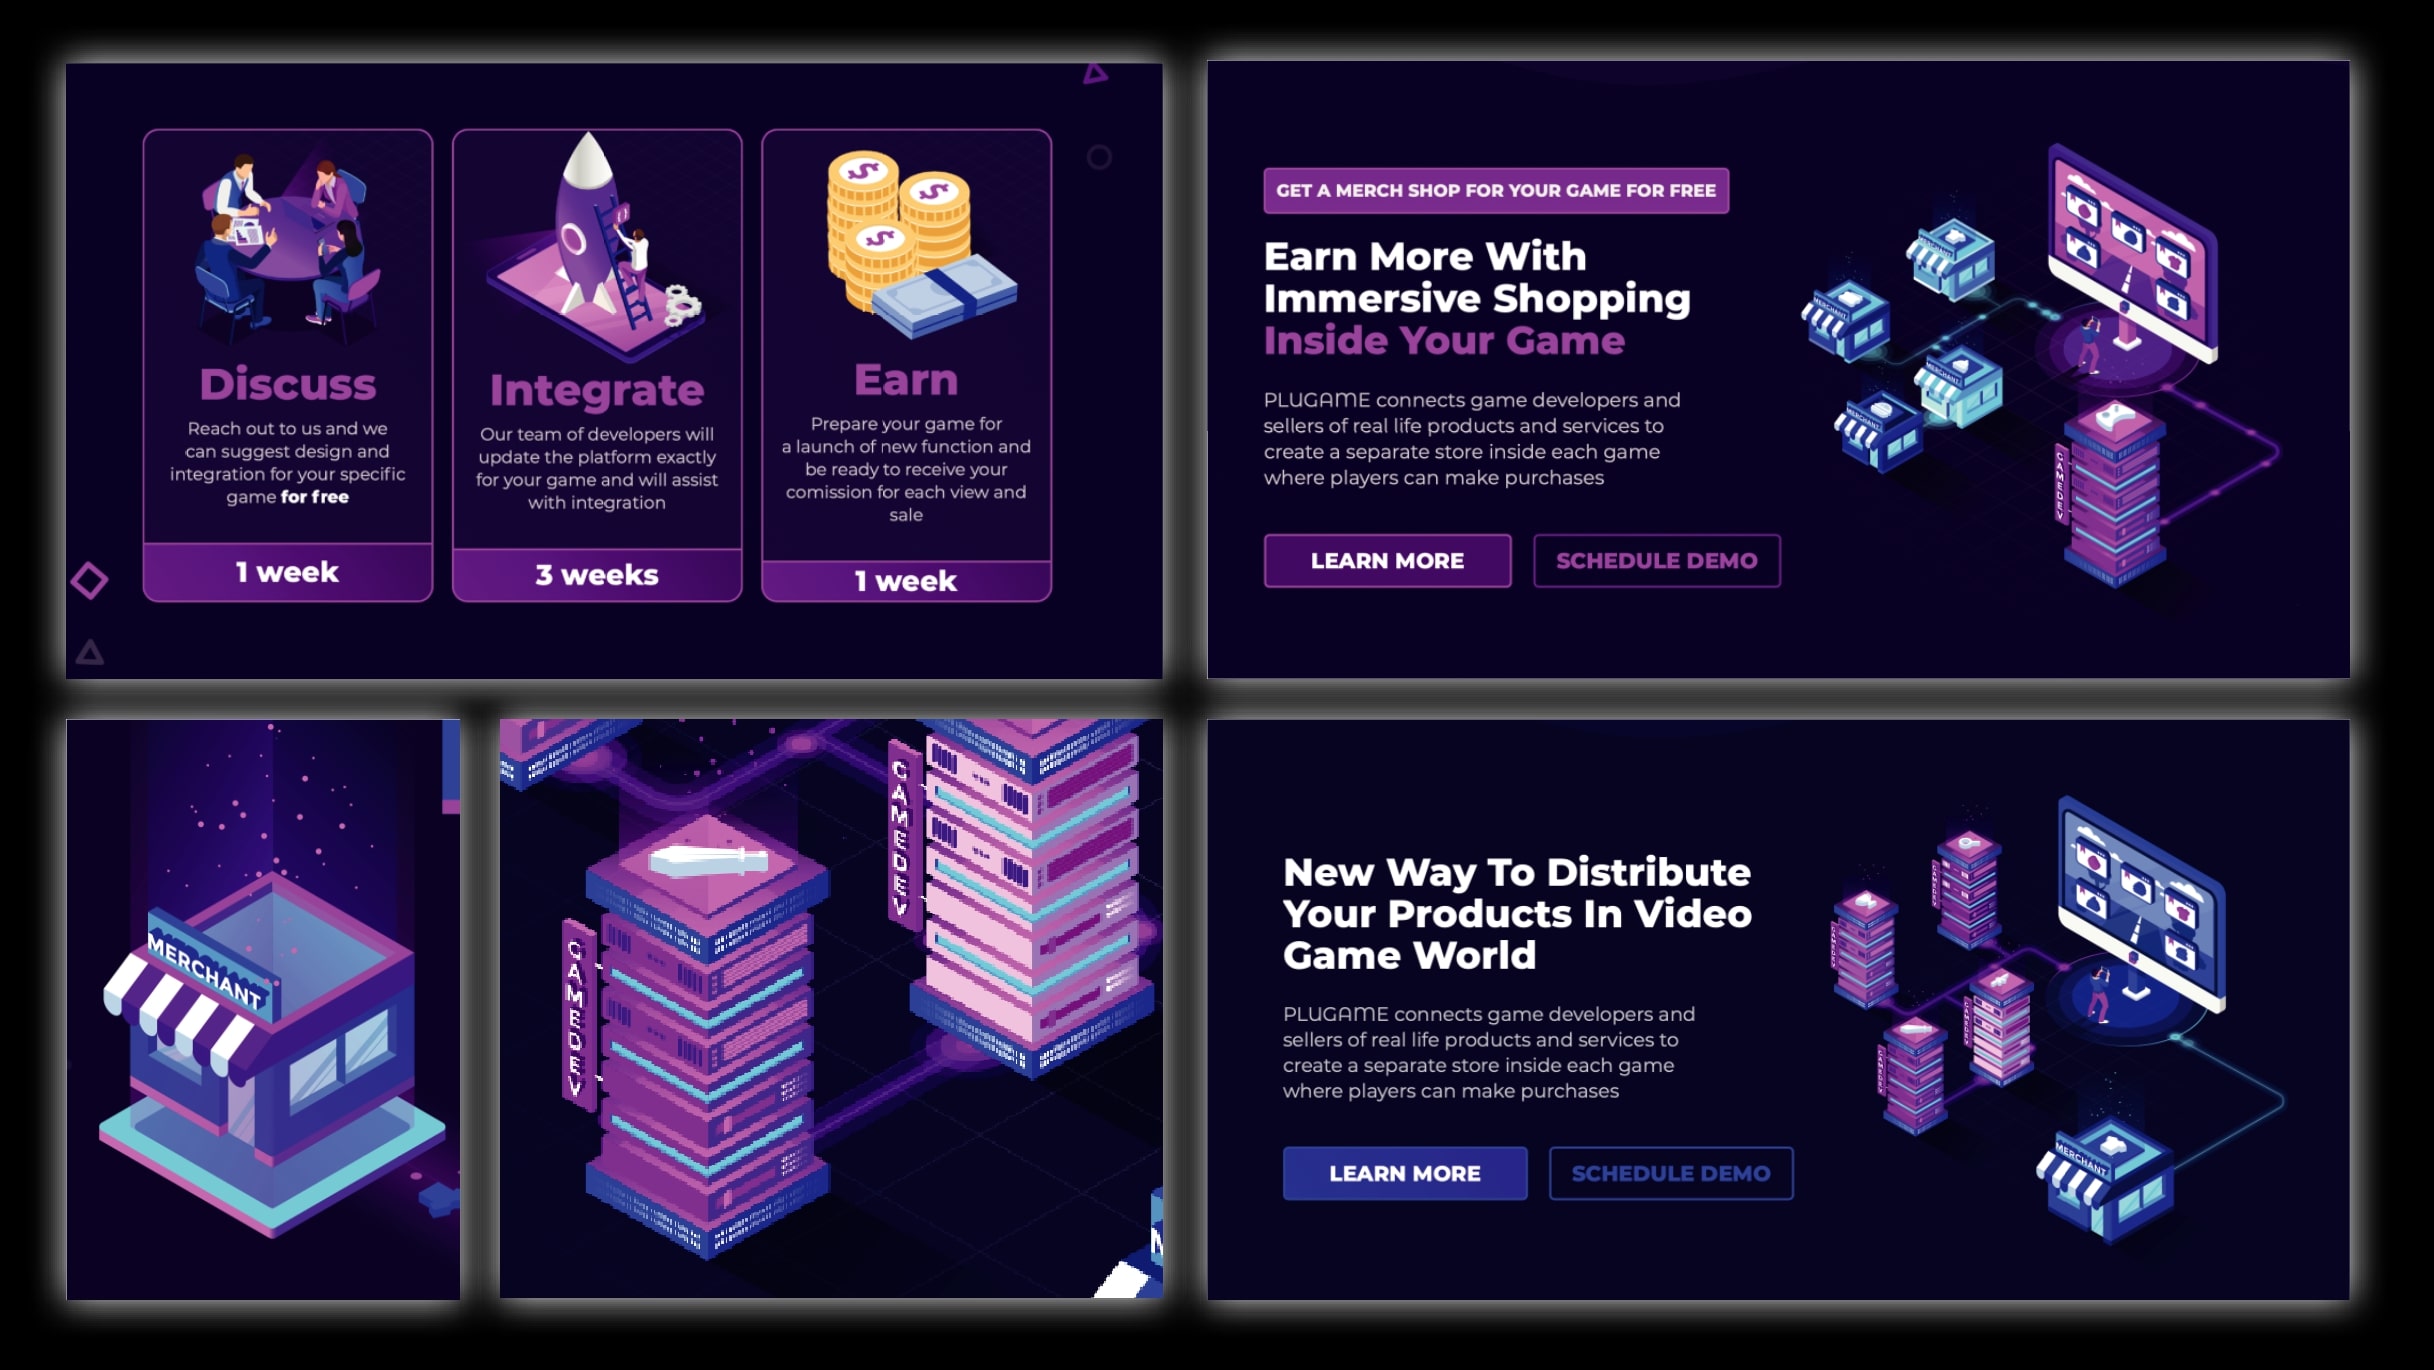 Discuss
Reach out to us and we
can suggest design and
integration for your specific
game for free
1 week
Integrate
Our team of developers will
update the platform exactly
for your game and will assist
with integration
3 weeks
Earn
Prepare your game for
a launch of new function and
be ready to receive your
comission for each view and
sale
1 week
GET A MERCH SHOP FOR YOUR GAME FOR FREE
Earn More With
Immersive Shopping
Inside Your Game
PLUGAME connects game developers and
sellers of real life products and services to
create a separate store inside each game
where players can make purchases
LEARN MORE
SCHEDULE DEMO
MERCHANT
MERCHANT
MERCHANT
MERCHANT
GAMEDEV
MERCHANT
GAMEDEV
GAMEDEV
New Way To Distribute
Your Products In Video
Game World
PLUGAME connects game developers and
sellers of real life products and services to
create a separate store inside each game
where players can make purchases
LEARN MORE
SCHEDULE DEMO
GAMEDEV
GAMEDEV
GAMEDEV
GAMEDEV
MERCHANT